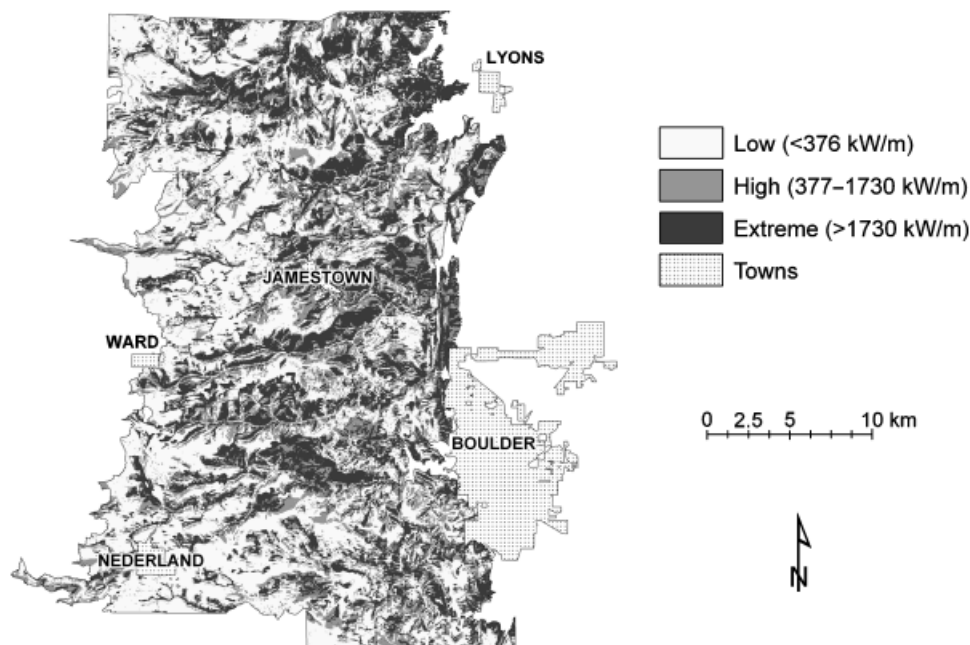 LYONS
Low (<376 kW/m)
High (377–1730 kW/m)
Extreme (>1730 kW/m)
Towns
JAMESTOWN
WARD
BOULDER
NEDERLAND
0 2.5 5 10 km
N